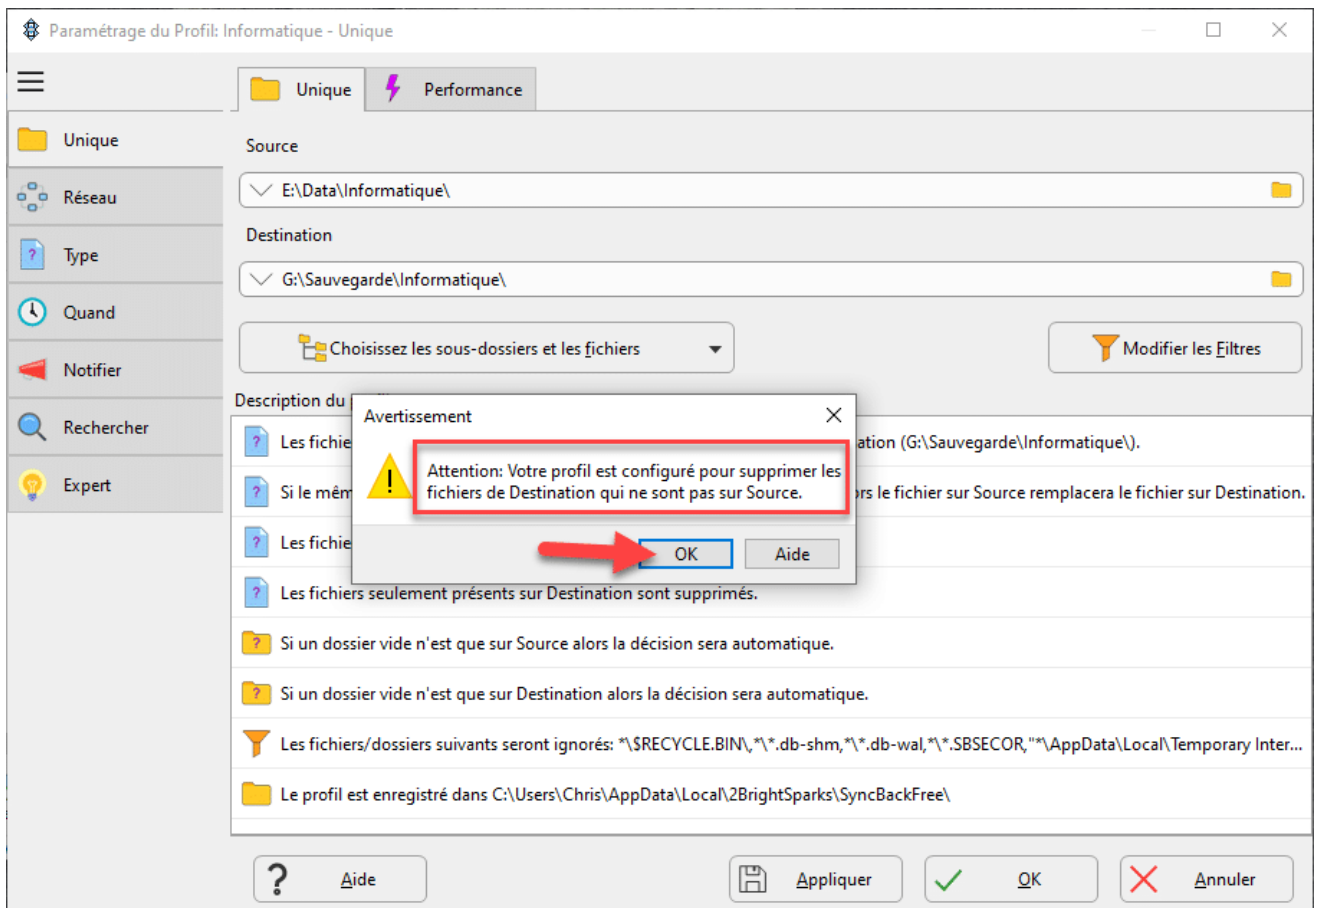 Paramétrage du Profil: Informatique - Unique
Unique
Performance
Unique
Réseau
Type
Quand
Notifier
Rechercher
Expert
Source
E:\Data\Informatique\
Destination
G:\Sauvegarde\Informatique\
Choisissez les sous-dossiers et les fichiers
Modifier les Filtres
Description du
Avertissement
Attention: Votre profil est configuré pour supprimer les
fichiers de Destination qui ne sont pas sur Source.
OK
Aide
Les fichie ation (G:\Sauvegarde\Informatique\).
Si le mêm rs le fichier sur Source remplacera le fichier sur Destination.
Les fichie
Les fichiers seulement présents sur Destination sont supprimés.
Si un dossier vide n'est que sur Source alors la décision sera automatique.
Si un dossier vide n'est que sur Destination alors la décision sera automatique.
Les fichiers/dossiers suivants seront ignorés: *\$RECYCLE.BIN\,*\*.db-shm,*\*.db-wal,*\*.SBSECOR,"*\AppData\Local\Temporary Inter...
Le profil est enregistré dans C:\Users\Chris\AppData\Local\2BrightSparks\SyncBackFree\
Aide
Appliquer
OK
Annuler